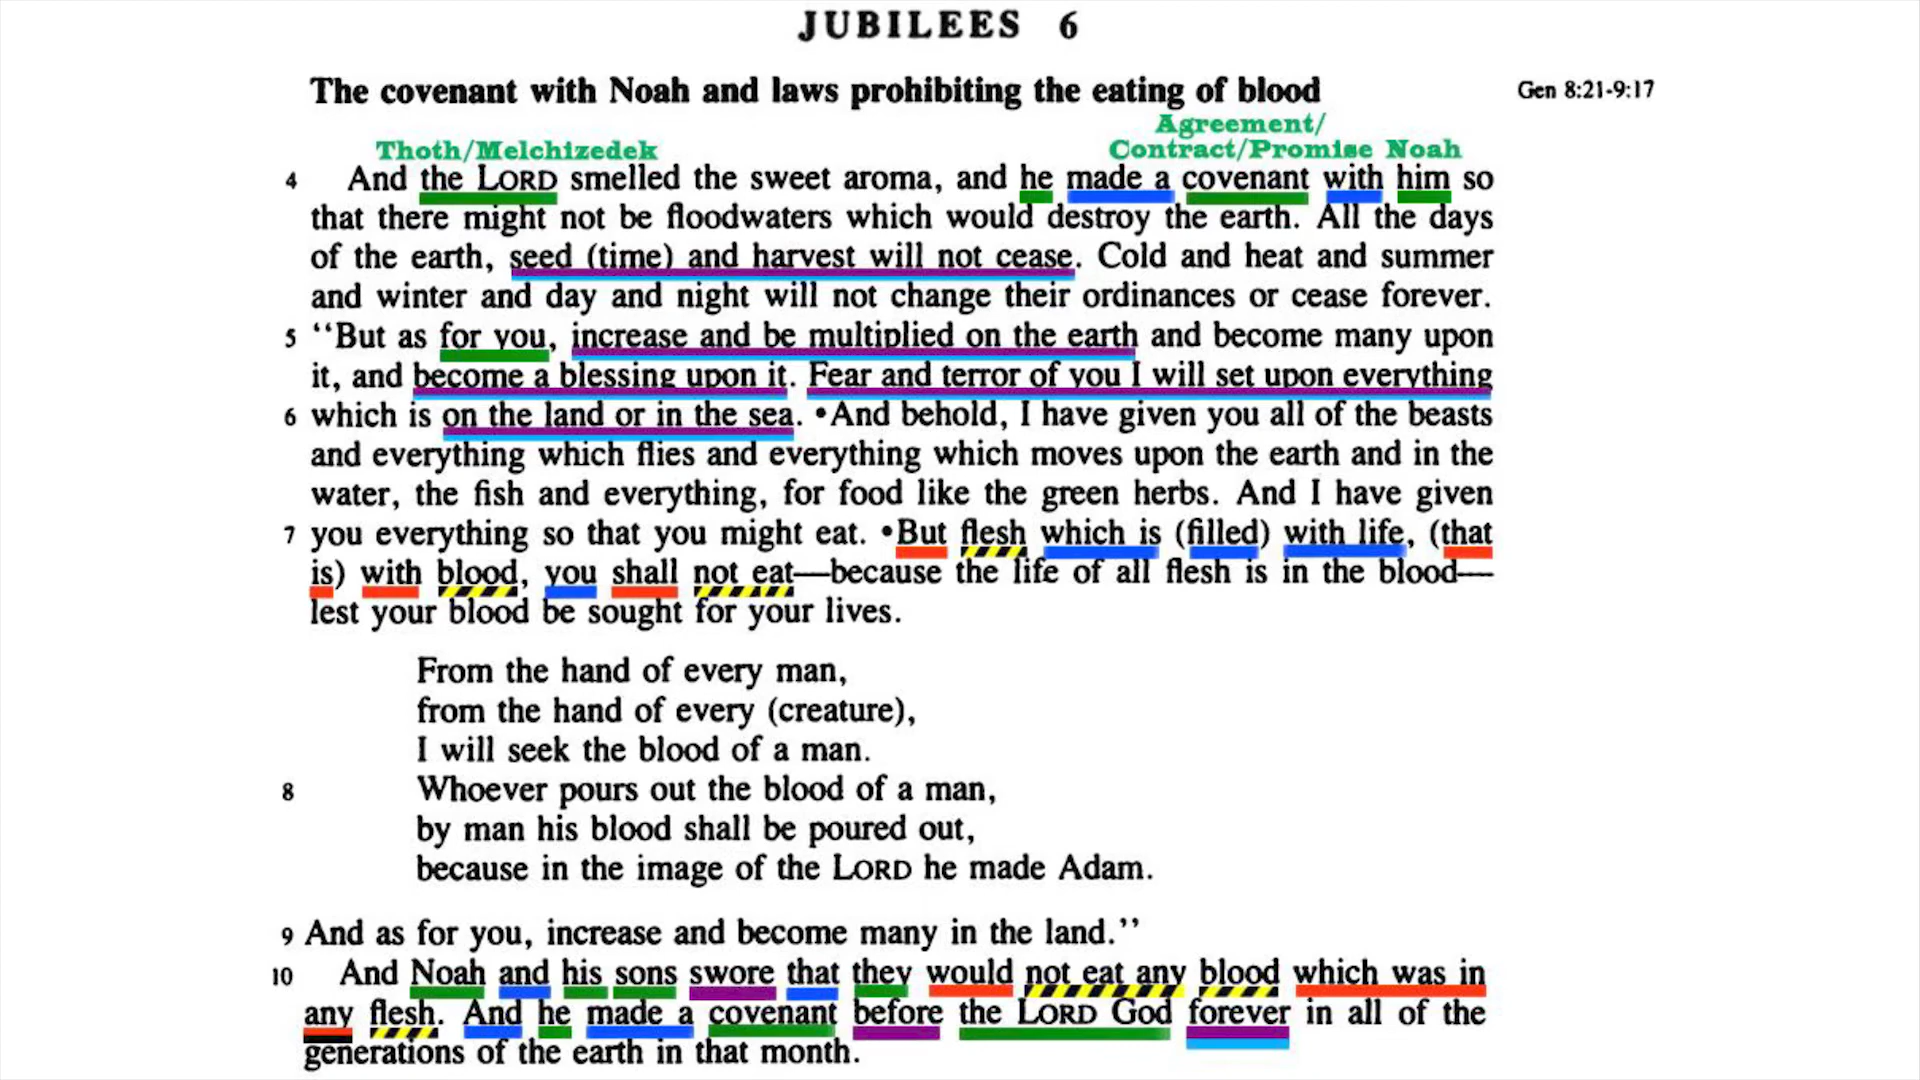 JUBILEES 6
The covenant with Noah and laws prohibiting the eating of blood
Gen 8:21-9:17
Agreement/
Thoth/Melchizedek
Contract/Promise Noah
4 And the LORD smelled the sweet aroma, and he made a covenant with him so
that there might not be floodwaters which would destroy the earth. All the days
of the earth, seed (time) and harvest will not cease. Cold and heat and summer
and winter and day and night will not change their ordinances or cease forever.
5 “But as for you, increase and be multiplied on the earth and become many upon
it, and become a blessing upon it. Fear and terror of you I will set upon everything
6 which is on the land or in the sea. •And behold, I have given you all of the beasts
and everything which flies and everything which moves upon the earth and in the
water, the fish and everything, for food like the green herbs. And I have given
7 you everything so that you might eat. •But flesh which is (filled) with life, (that
is) with blood, you shall not eat—because the life of all flesh is in the blood—
lest your blood be sought for your lives.
From the hand of every man,
from the hand of every (creature),
I will seek the blood of a man.
8 Whoever pours out the blood of a man,
by man his blood shall be poured out,
because in the image of the LORD he made Adam.
9 And as for you, increase and become many in the land.”
10 And Noah and his sons swore that they would not eat any blood which was in
any flesh. And he made a covenant before the LORD God forever in all of the
generations of the earth in that month.